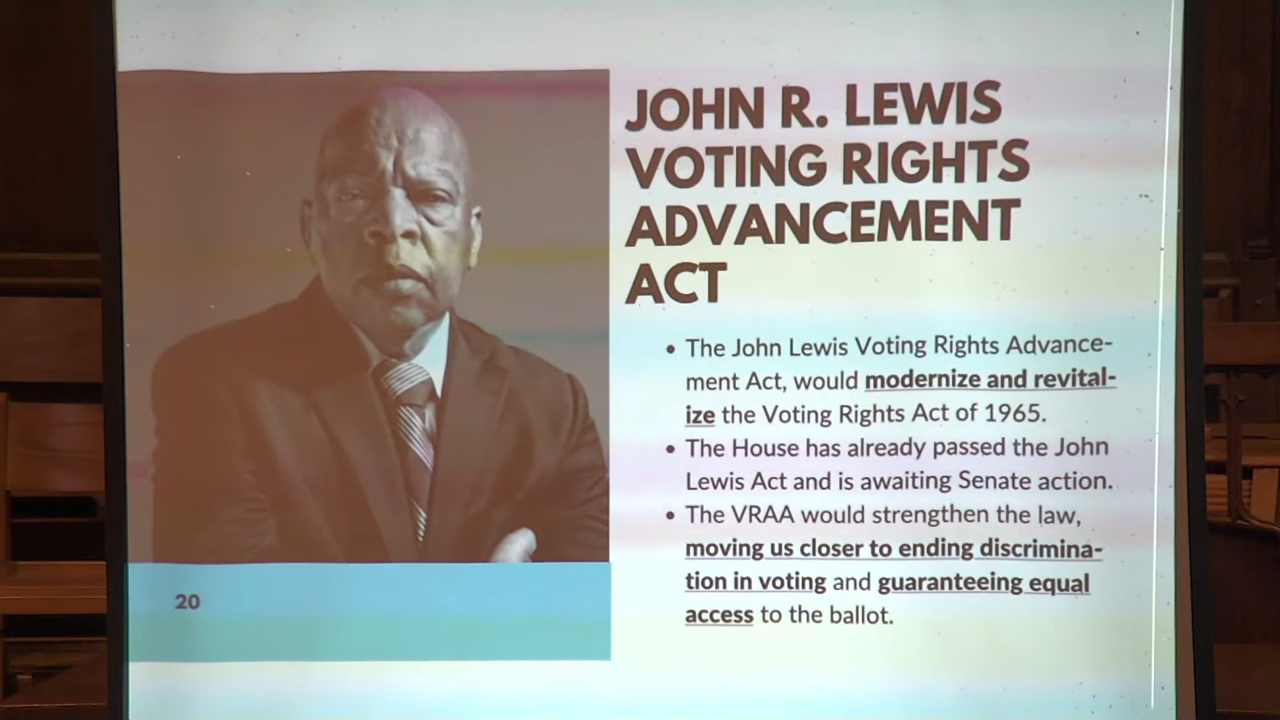 JOHN R. LEWIS
VOTING RIGHTS
ADVANCEMENT
ACT
• The John Lewis Voting Rights Advance-
ment Act, would modernize and revital-
ize the Voting Rights Act of 1965.
• The House has already passed the John
Lewis Act and is awaiting Senate action.
• The VRAA would strengthen the law,
moving us closer to ending discrimina-
tion in voting and guaranteeing equal
access to the ballot.
20